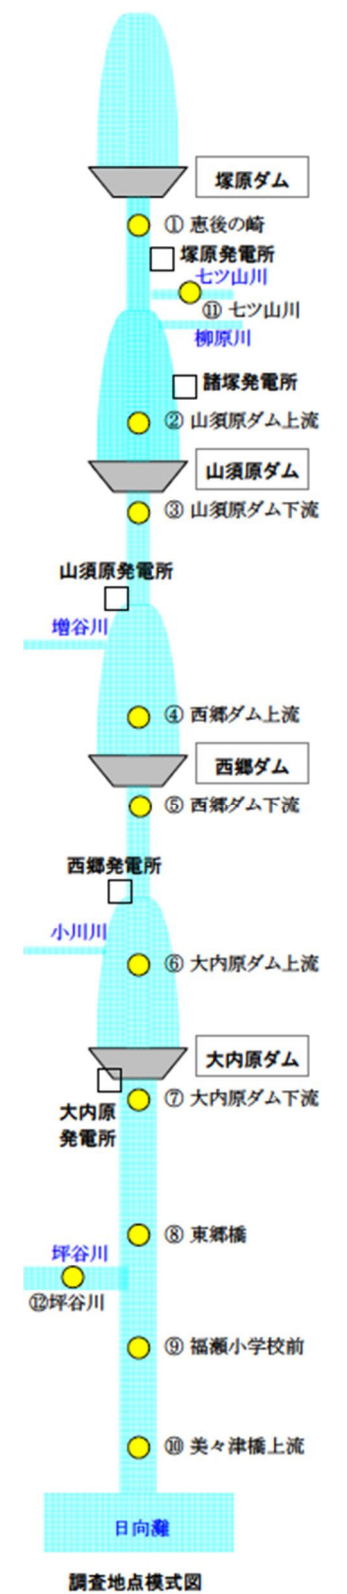 塚原ダム
① 恵後の崎
塚原発電所
七ツ山川
⑪ 七ツ山川
柳原川
諸塚発電所
② 山須原ダム上流
山須原ダム
③ 山須原ダム下流
山須原発電所
増谷川
④ 西郷ダム上流
西郷ダム
⑤ 西郷ダム下流
西郷発電所
小川川
⑥ 大内原ダム上流
大内原ダム
⑦ 大内原ダム下流
大内原
発電所
⑧ 東郷橋
坪谷川
⑫坪谷川
⑨ 福瀬小学校前
⑩ 美々津橋上流
日向灘
調査地点模式図